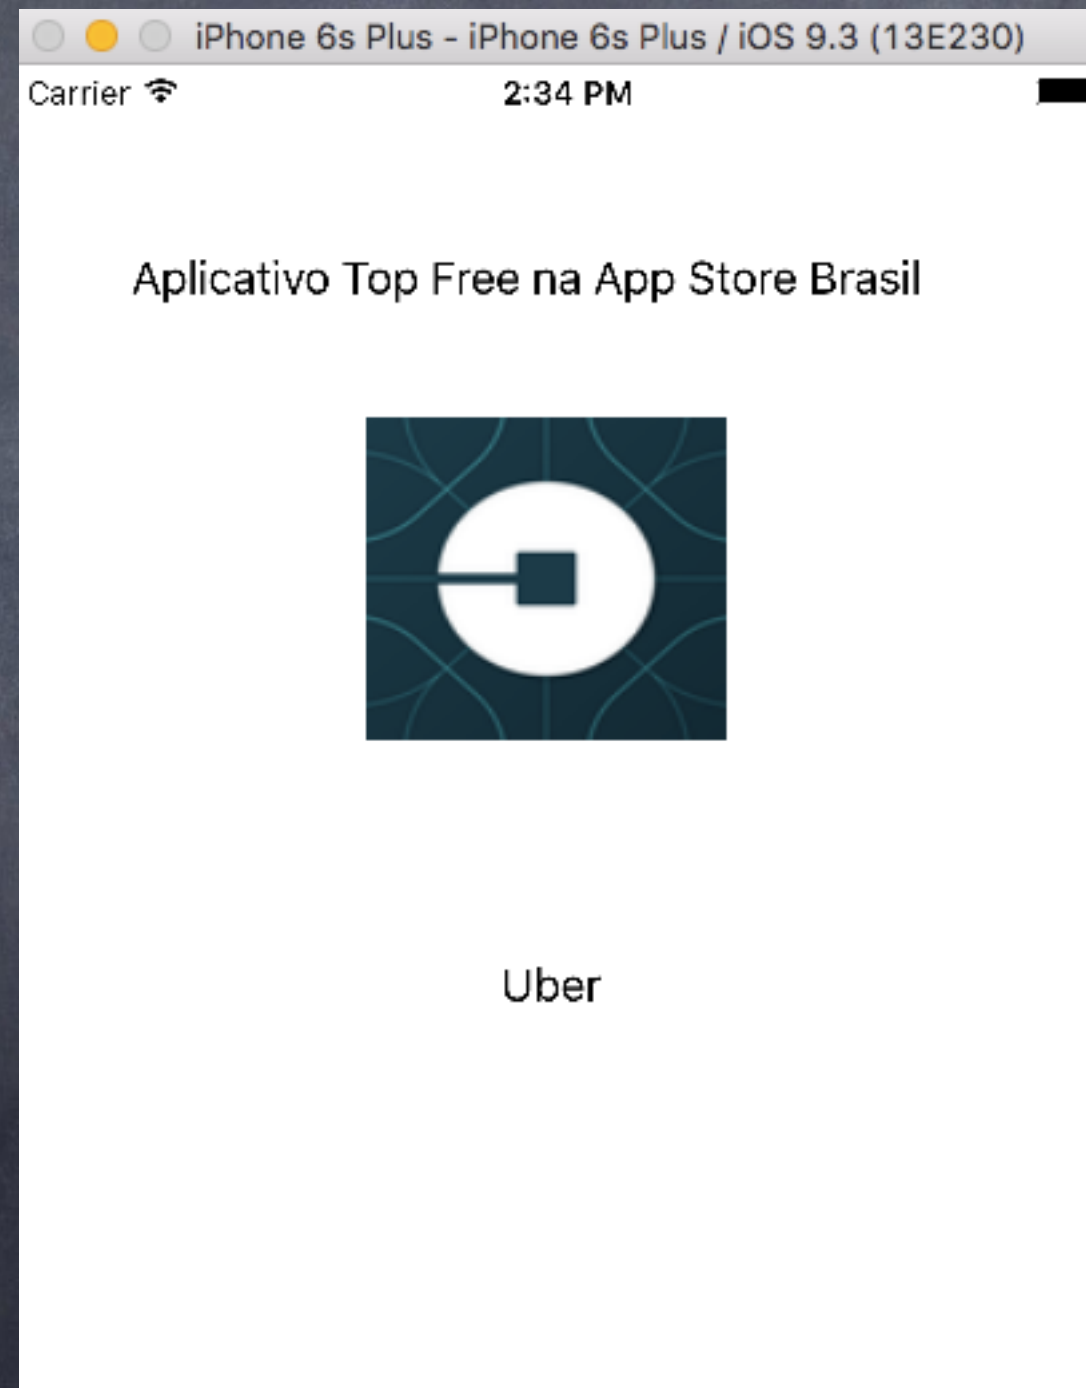 iPhone 6s Plus - iPhone 6s Plus / iOS 9.3 (13E230)
Carrier 2:34 PM
Aplicativo Top Free na App Store Brasil
Uber